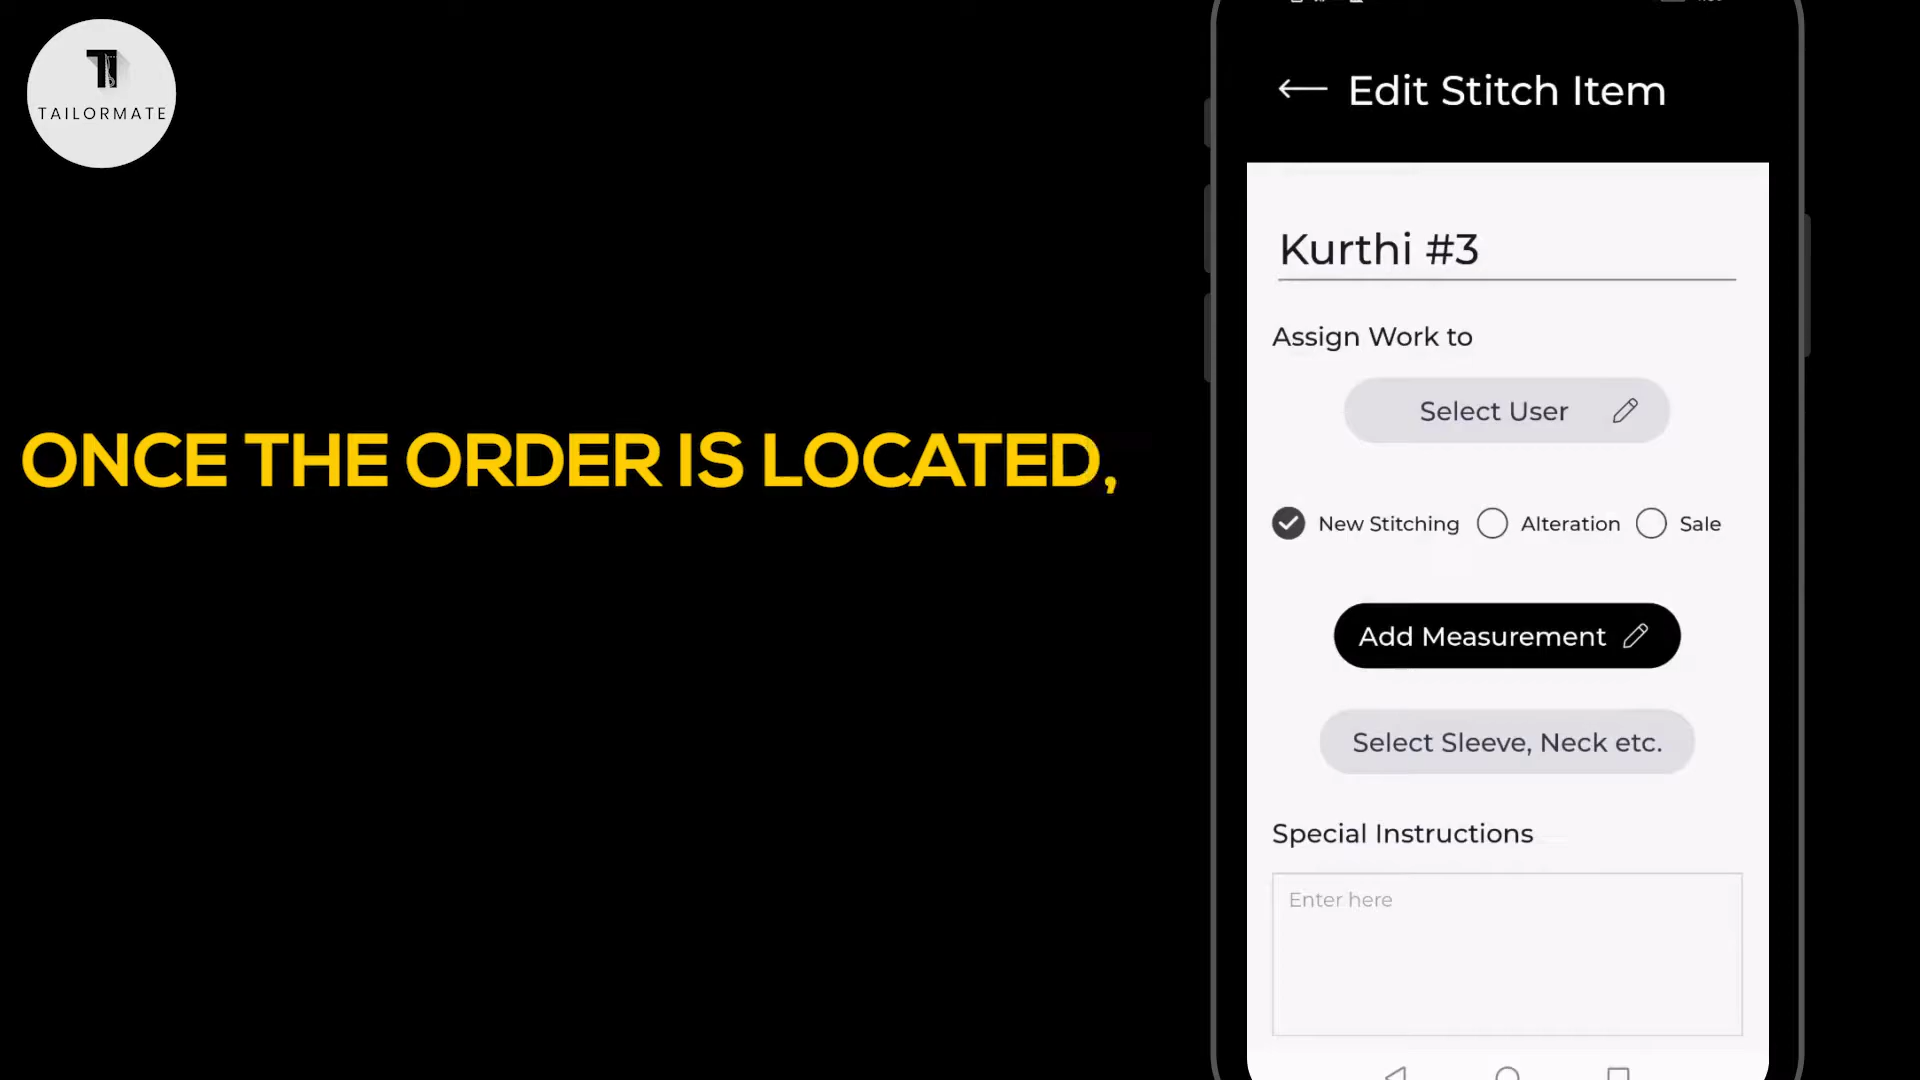 TAILORMATE
ONCE THE ORDER IS LOCATED,
Edit Stitch Item
Kurthi #3
Assign Work to
Select User
New Stitching Alteration Sale
Add Measurement
Select Sleeve, Neck etc.
Special Instructions
Enter here